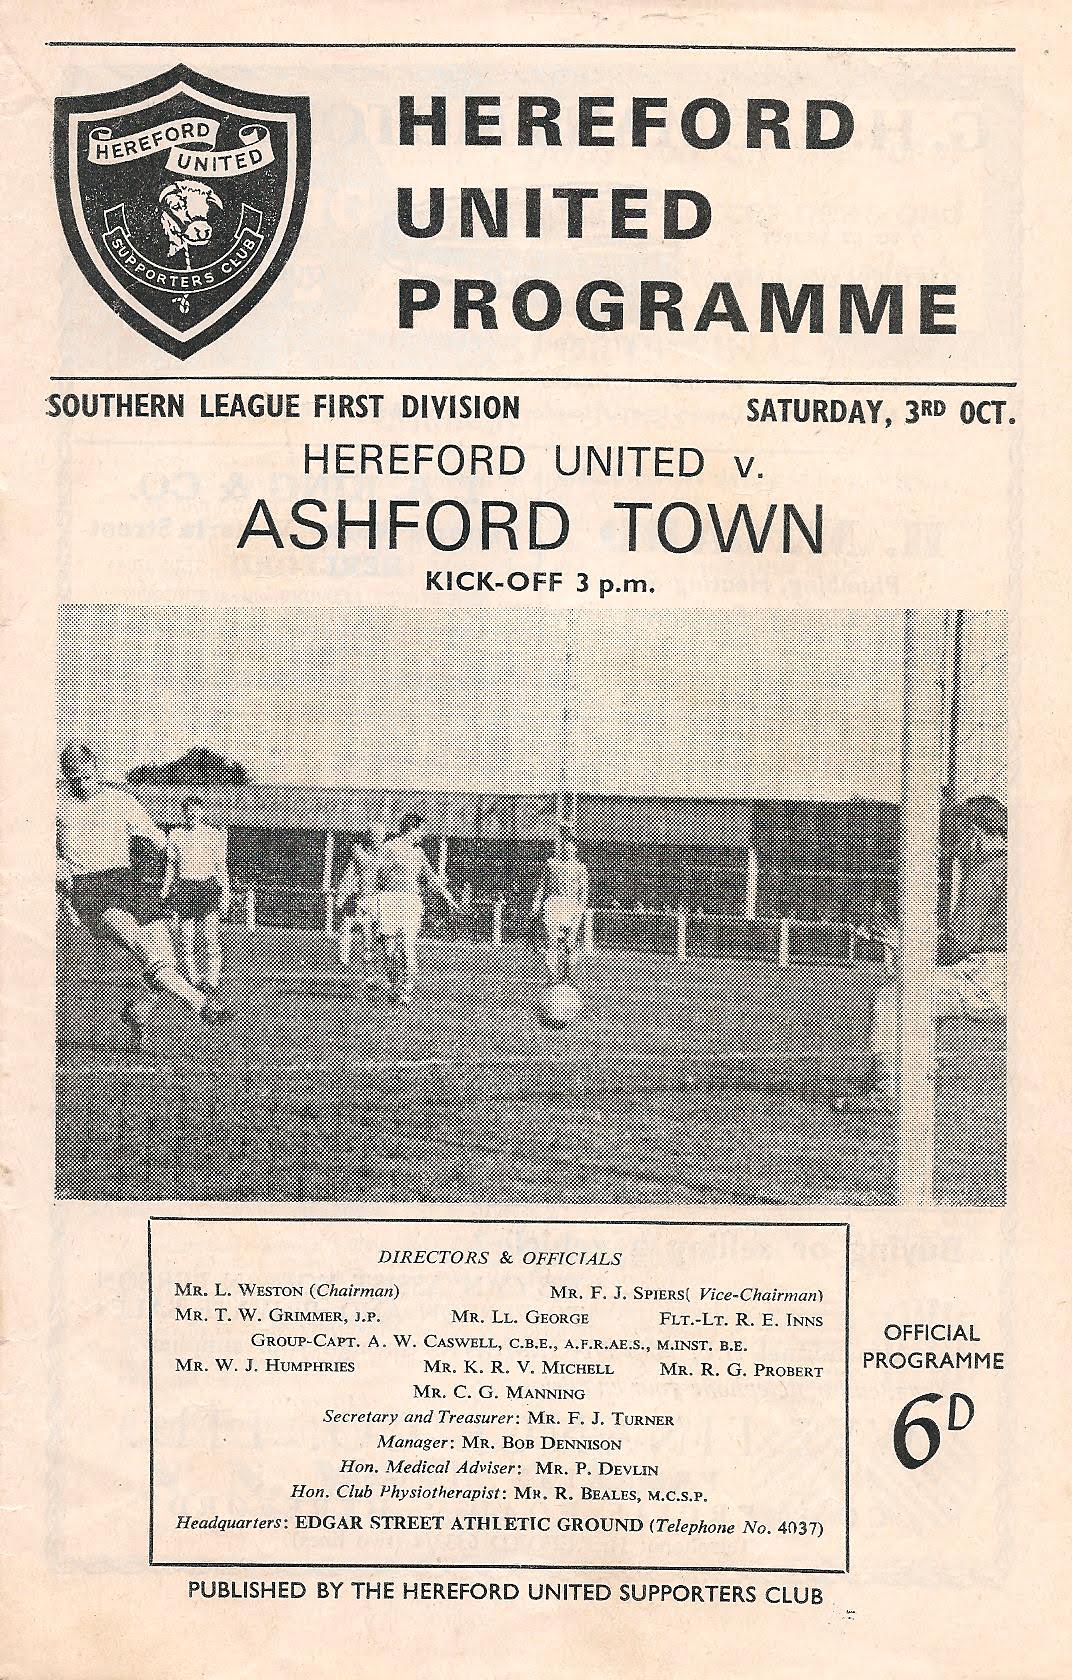 HEREFORD
UNITED
SUPPORTERS CLUB
HEREFORD
UNITED
PROGRAMME
SOUTHERN LEAGUE FIRST DIVISION SATURDAY, 3RD OCT.
HEREFORD UNITED v.
ASHFORD TOWN
KICK-OFF 3 p.m.
DIRECTORS & OFFICIALS
MR. L. WESTON (Chairman) MR. F. J. SPIERS( Vice-Chairman)
MR. T. W. GRIMMER, J.P. MR. LL. GEORGE FLT.-LT. R. E. INNS
GROUP-CAPT. A. W. CASWELL, C.B.E., A.F.R.AE.S., M.INST. B.E.
MR. W. J. HUMPHRIES MR. K. R. V. MICHELL MR. R. G. PROBERT
MR. C. G. MANNING
Secretary and Treasurer: MR. F. J. TURNER
Manager: MR. BOB DENNISON
Hon. Medical Adviser: MR. P. DEVLIN
Hon. Club Physiotherapist: MR. R. BEALES, M.C.S.P.
Headquarters: EDGAR STREET ATHLETIC GROUND (Telephone No. 4037)
OFFICIAL
PROGRAMME
6D
PUBLISHED BY THE HEREFORD UNITED SUPPORTERS CLUB